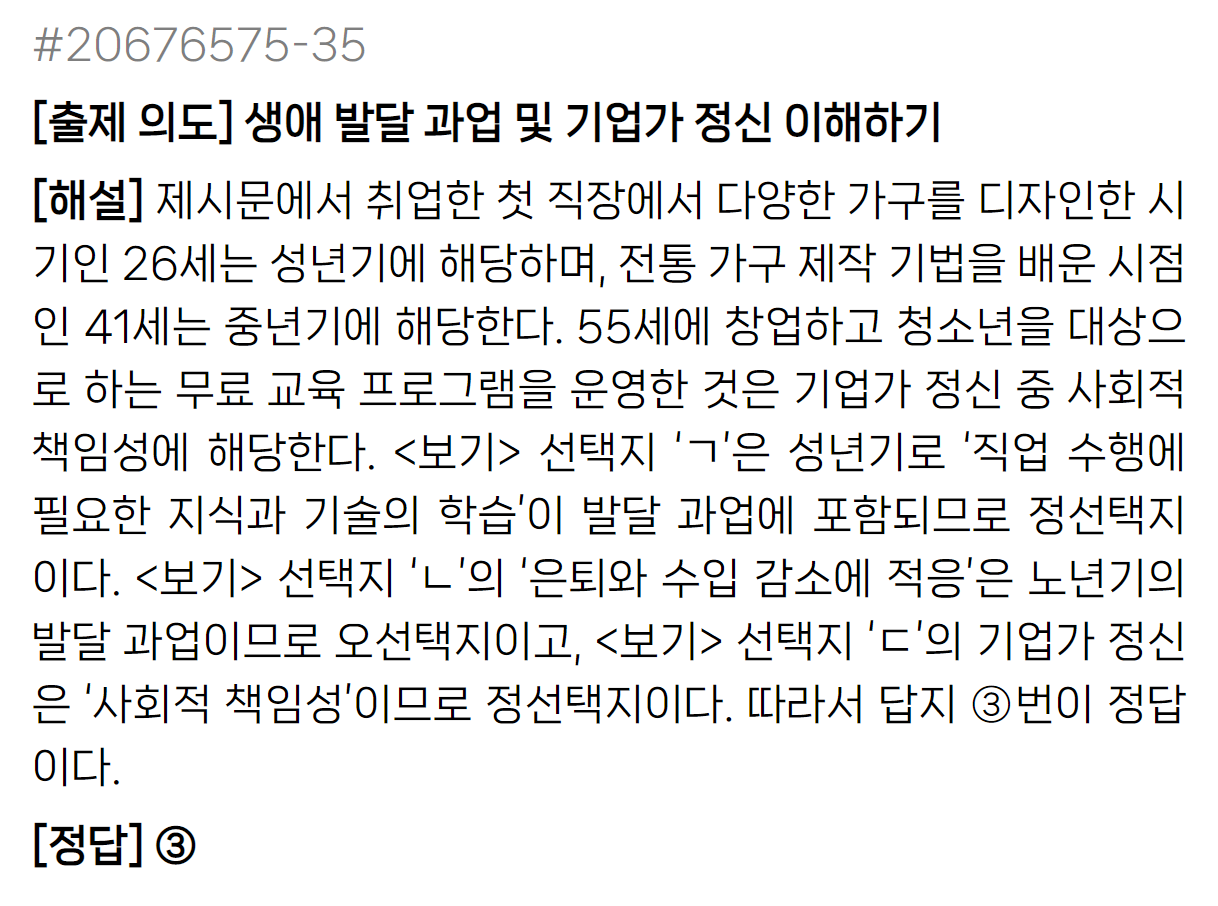 #20676575-35
[출제 의도] 생애 발달 과업 및 기업가 정신 이해하기
[해설] 제시문에서 취업한 첫 직장에서 다양한 가구를 디자인한 시
기인 26세는 성년기에 해당하며, 전통 가구 제작 기법을 배운 시점
인 41세는 중년기에 해당한다. 55세에 창업하고 청소년을 대상으
로 하는 무료 교육 프로그램을 운영한 것은 기업가 정신 중 사회적
책임성에 해당한다. <보기> 선택지 ‘ㄱ’은 성년기로 ‘직업 수행에
필요한 지식과 기술의 학습’이 발달 과업에 포함되므로 정선택지
이다. <보기> 선택지 ‘ㄴ’의 ‘은퇴와 수입 감소에 적응’은 노년기의
발달 과업이므로 오선택지이고, <보기> 선택지 ‘ㄷ’의 기업가 정신
은 ‘사회적 책임성’이므로 정선택지이다. 따라서 답지 ③번이 정답
이다.
[정답] ③